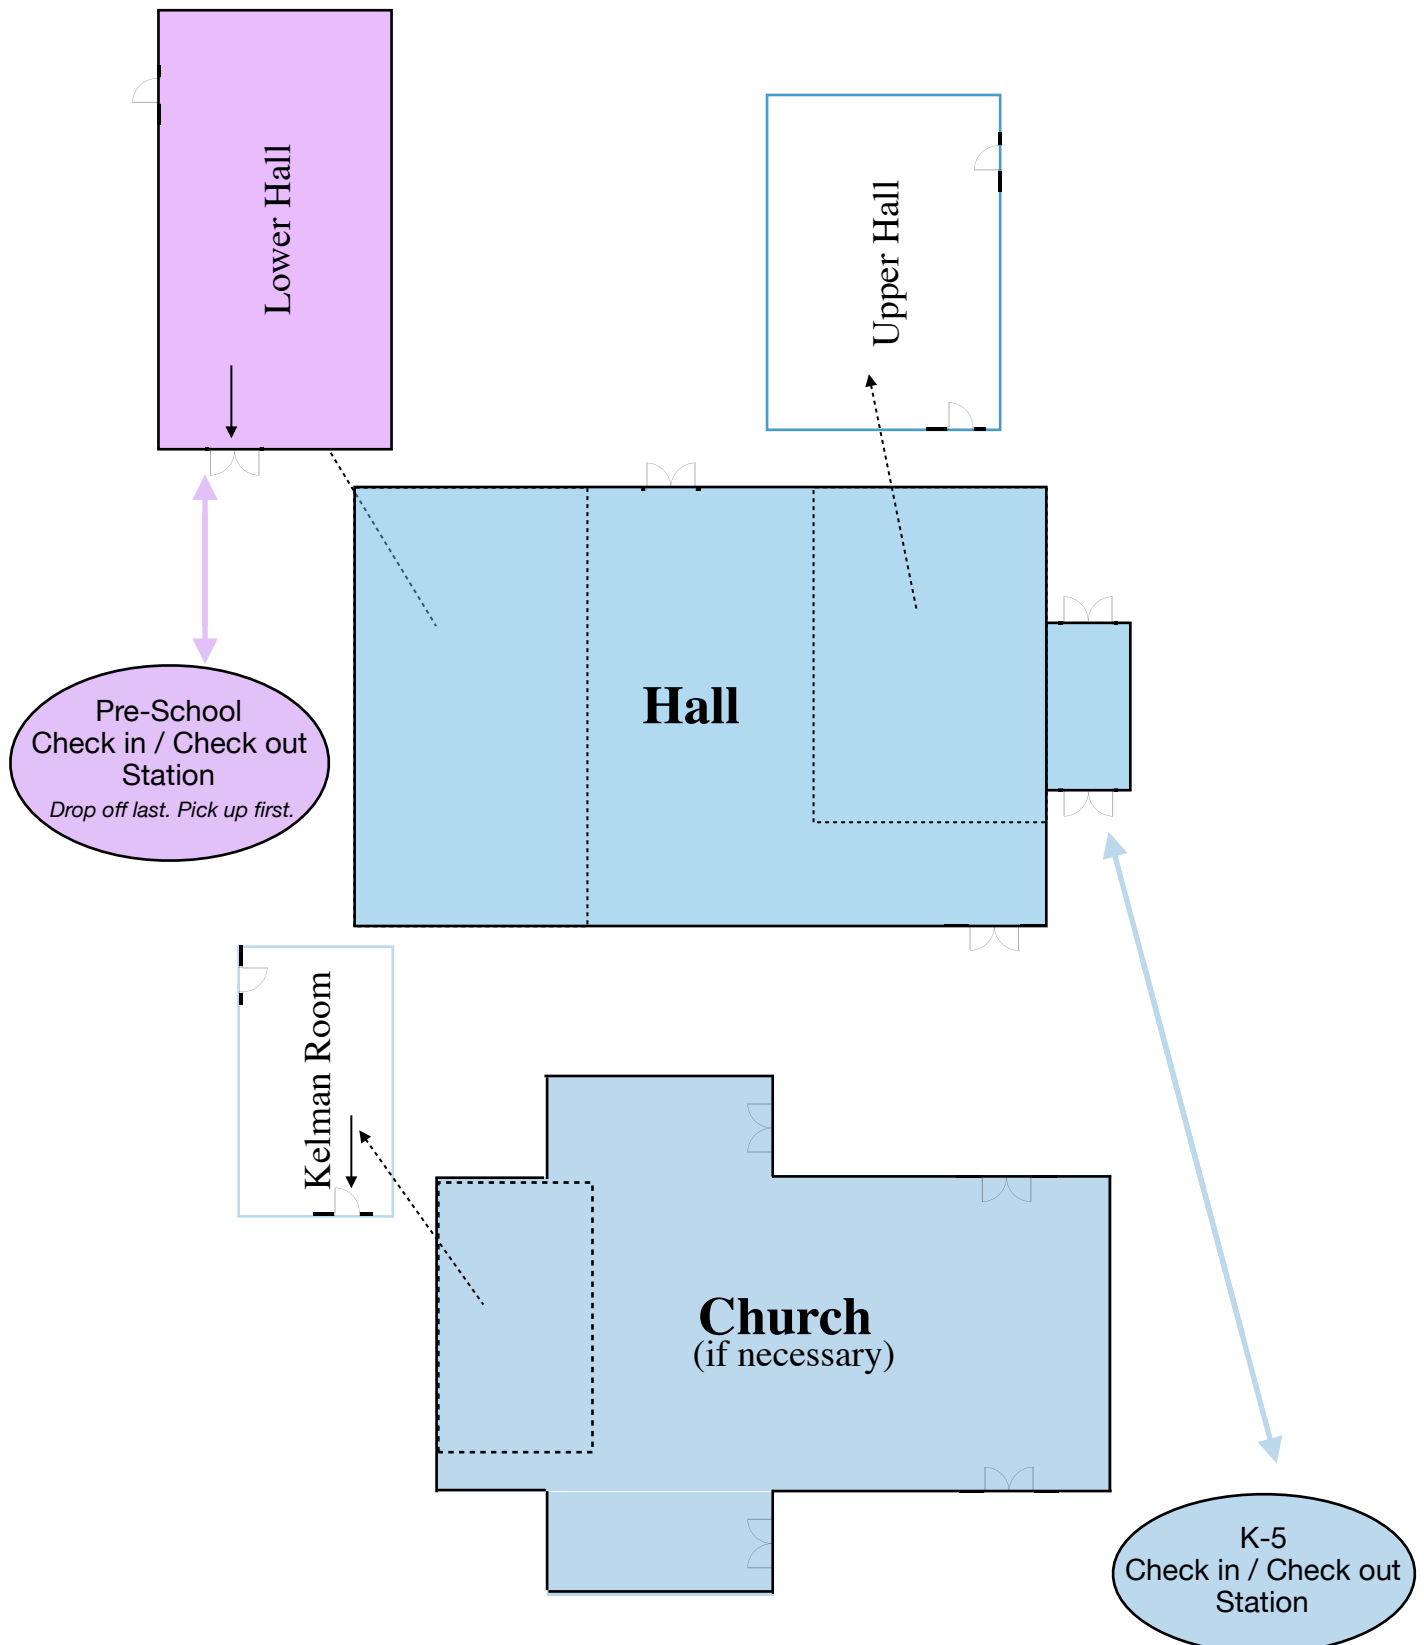 Lower Hall
Upper Hall
Hall
Pre-School
Check in / Check out
Station
Drop off last. Pick up first.
Kelman Room
Church
(if necessary)
K-5
Check in / Check out
Station